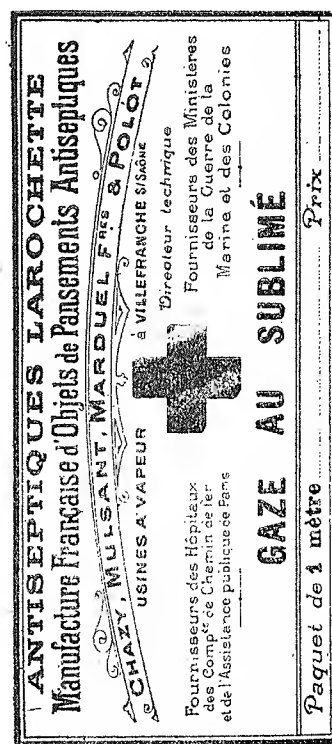 ANTISEPTIQUES LAROCHETTE
Manufacture Française d'Objets de Pansements Antiseptiques
CHAZY, MULSANT, MARDUEL Fres & POLOT
USINES A VAPEUR à VILLEFRANCHE S/SAÔNE
Directeur technique
Fournisseurs des Hôpitaux
des Comptes de Chemin de fer
et de l'Assistance publique de Paris
Fournisseurs des Ministères
de la Guerre de la
Marine et des Colonies
GAZE AU SUBLIMÉ
Paquet de 1 mètre Prix